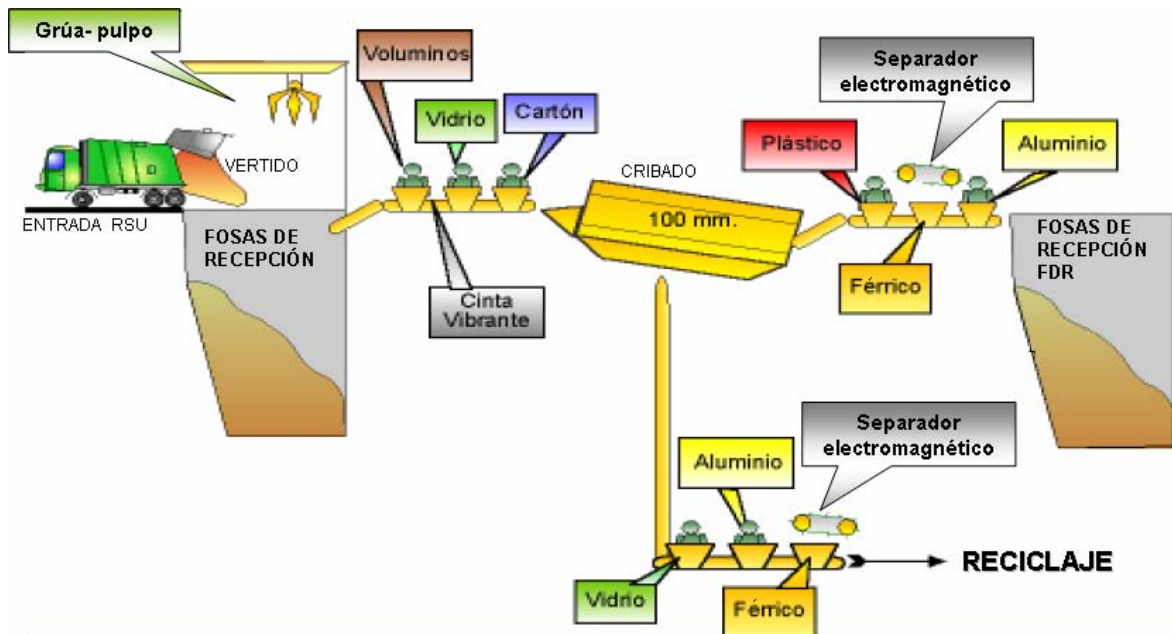 Grúa- pulpo
Voluminos
Vidrio
Cartón
Separador
electromagnético
Plástico
Aluminio
VERTIDO
CRIBADO
100 mm.
ENTRADA RSU
FOSAS DE
RECEPCIÓN
Cinta
Vibrante
Férrico
FOSAS DE
RECEPCIÓN
FDR
Separador
electromagnético
Aluminio
RECICLAJE
Vidrio
Férrico